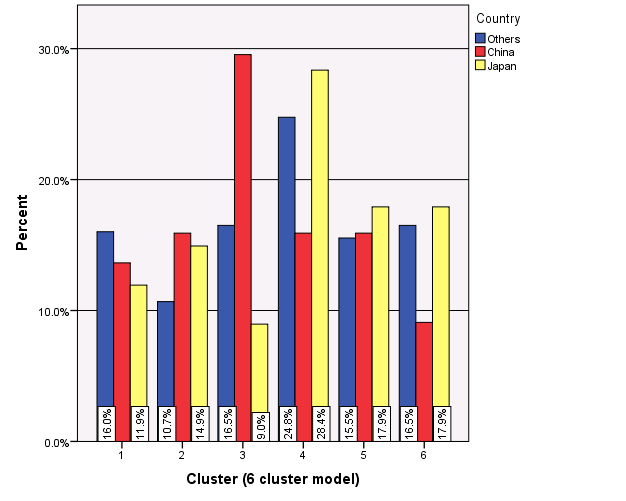 Country
Others
China
Japan
30.0%
20.0%
10.0%
0.0%
Percent
16.0%
11.9%
10.7%
14.9%
16.5%
9.0%
24.8%
28.4%
15.5%
17.9%
16.5%
17.9%
1 2 3 4 5 6
Cluster (6 cluster model)